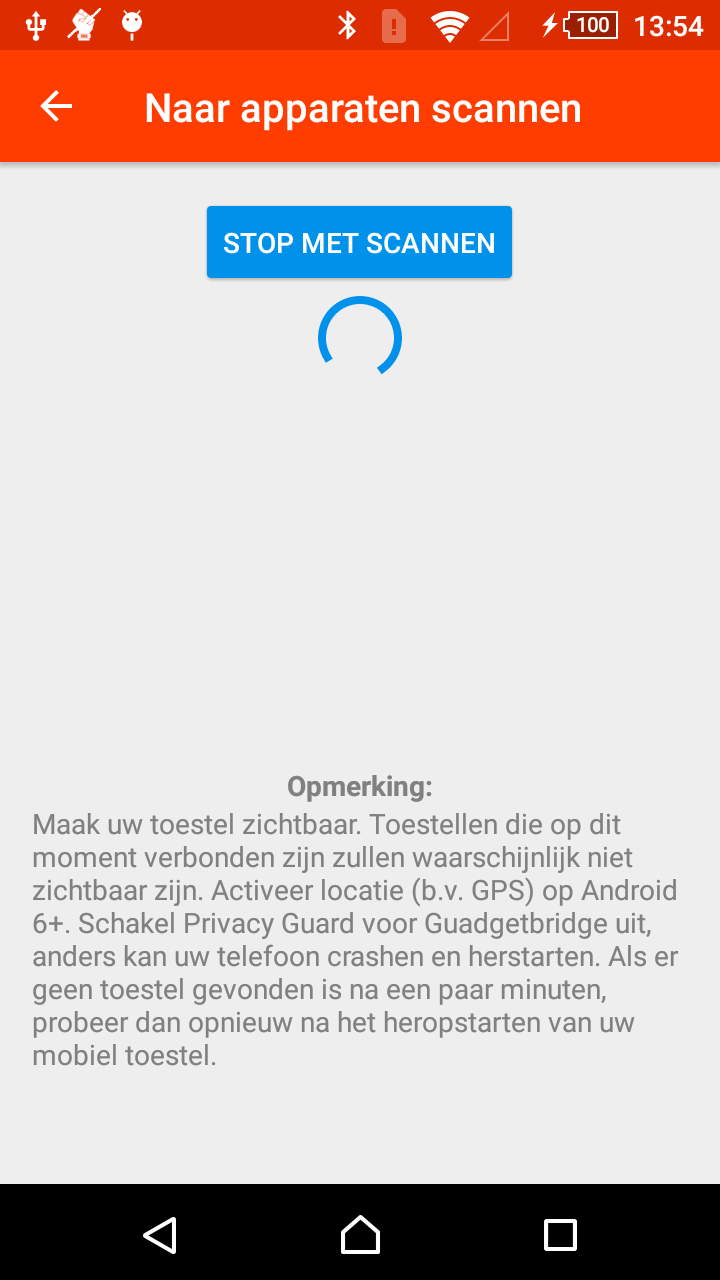 100 13:54
Naar apparaten scannen
STOP MET SCANNEN
Opmerking:
Maak uw toestel zichtbaar. Toestellen die op dit
moment verbonden zijn zullen waarschijnlijk niet
zichtbaar zijn. Activeer locatie (b.v. GPS) op Android
6+. Schakel Privacy Guard voor Guadgetbridge uit,
anders kan uw telefoon crashen en herstarten. Als er
geen toestel gevonden is na een paar minuten,
probeer dan opnieuw na het heropstarten van uw
mobiel toestel.